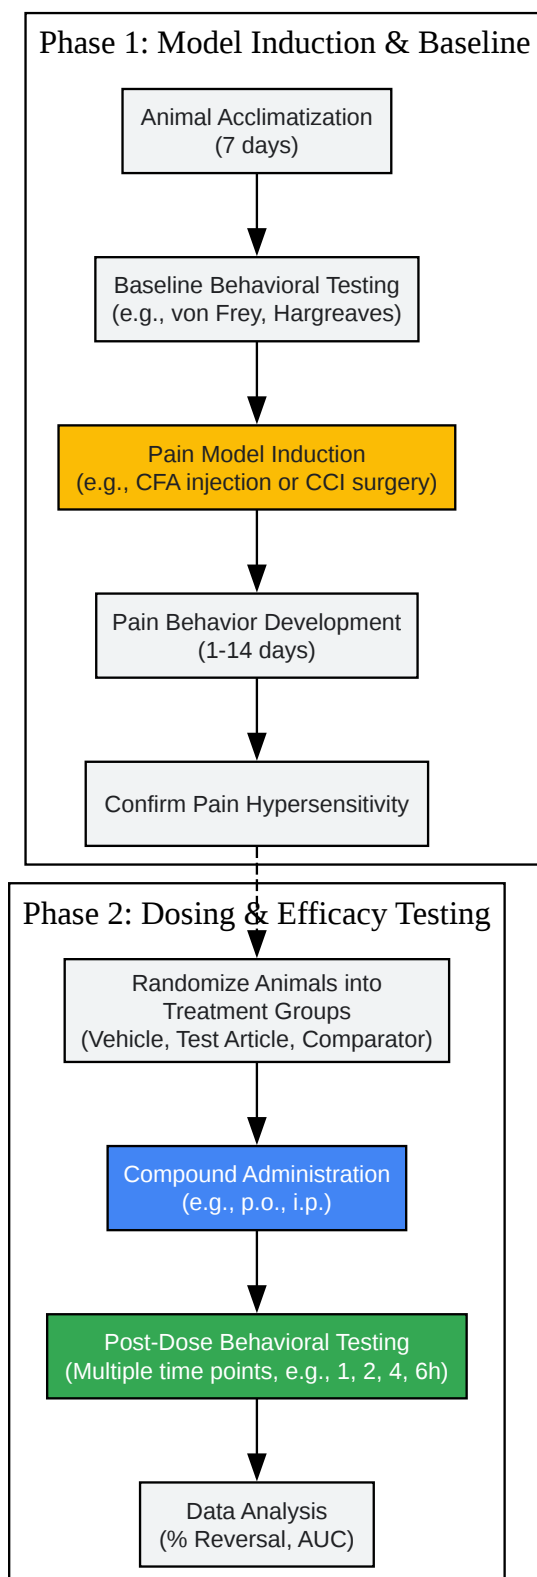 Phase 1: Model Induction & Baseline
Animal Acclimatization
(7 days)
Baseline Behavioral Testing
(e.g., von Frey, Hargreaves)
Pain Model Induction
(e.g., CFA injection or CCI surgery)
Pain Behavior Development
(1-14 days)
Confirm Pain Hypersensitivity
Phase 2: Dosing & Efficacy Testing
Randomize Animals into
Treatment Groups
(Vehicle, Test Article, Comparator)
Compound Administration
(e.g., p.o., i.p.)
Post-Dose Behavioral Testing
(Multiple time points, e.g., 1, 2, 4, 6h)
Data Analysis
(% Reversal, AUC)